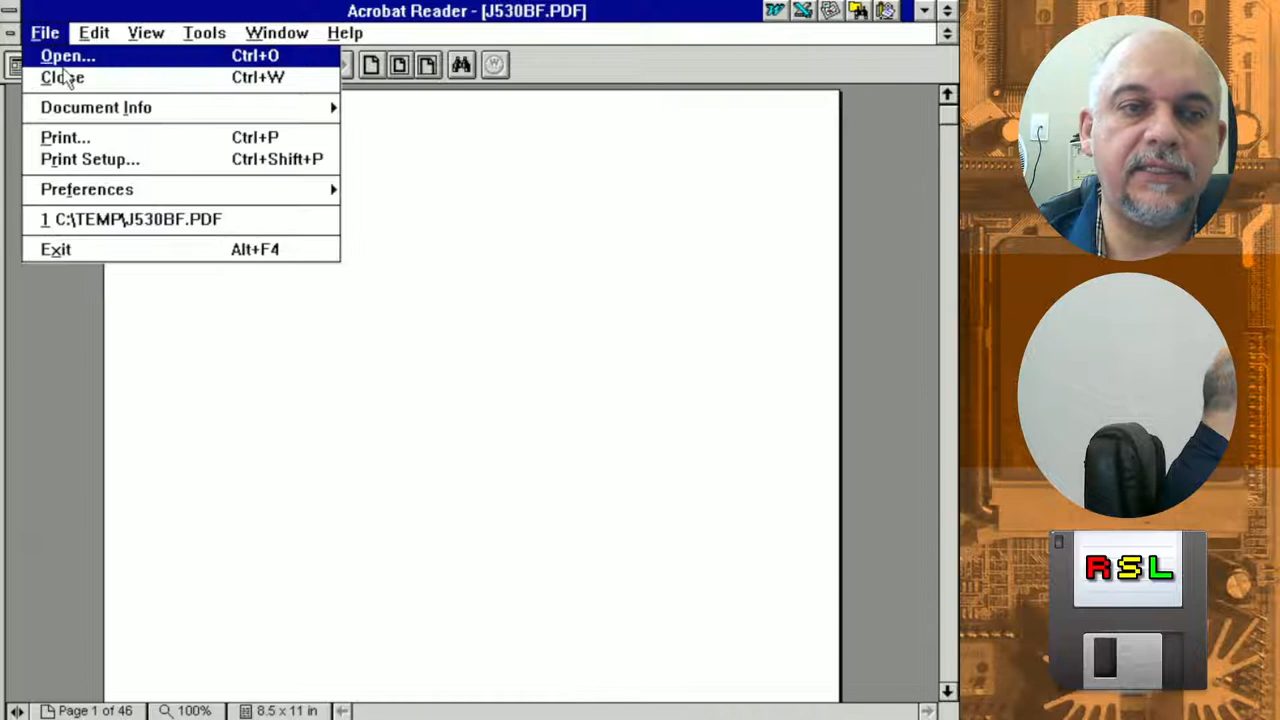 Acrobat Reader - [J530BF.PDF]
File Edit View Tools Window Help
Open... Ctrl+O
Close Ctrl+W
Document Info
Print... Ctrl+P
Print Setup... Ctrl+Shift+P
Preferences
1 C:\TEMP\J530BF.PDF
Exit Alt+F4
Page 1 of 46 100% 8.5 x 11 in
RSL